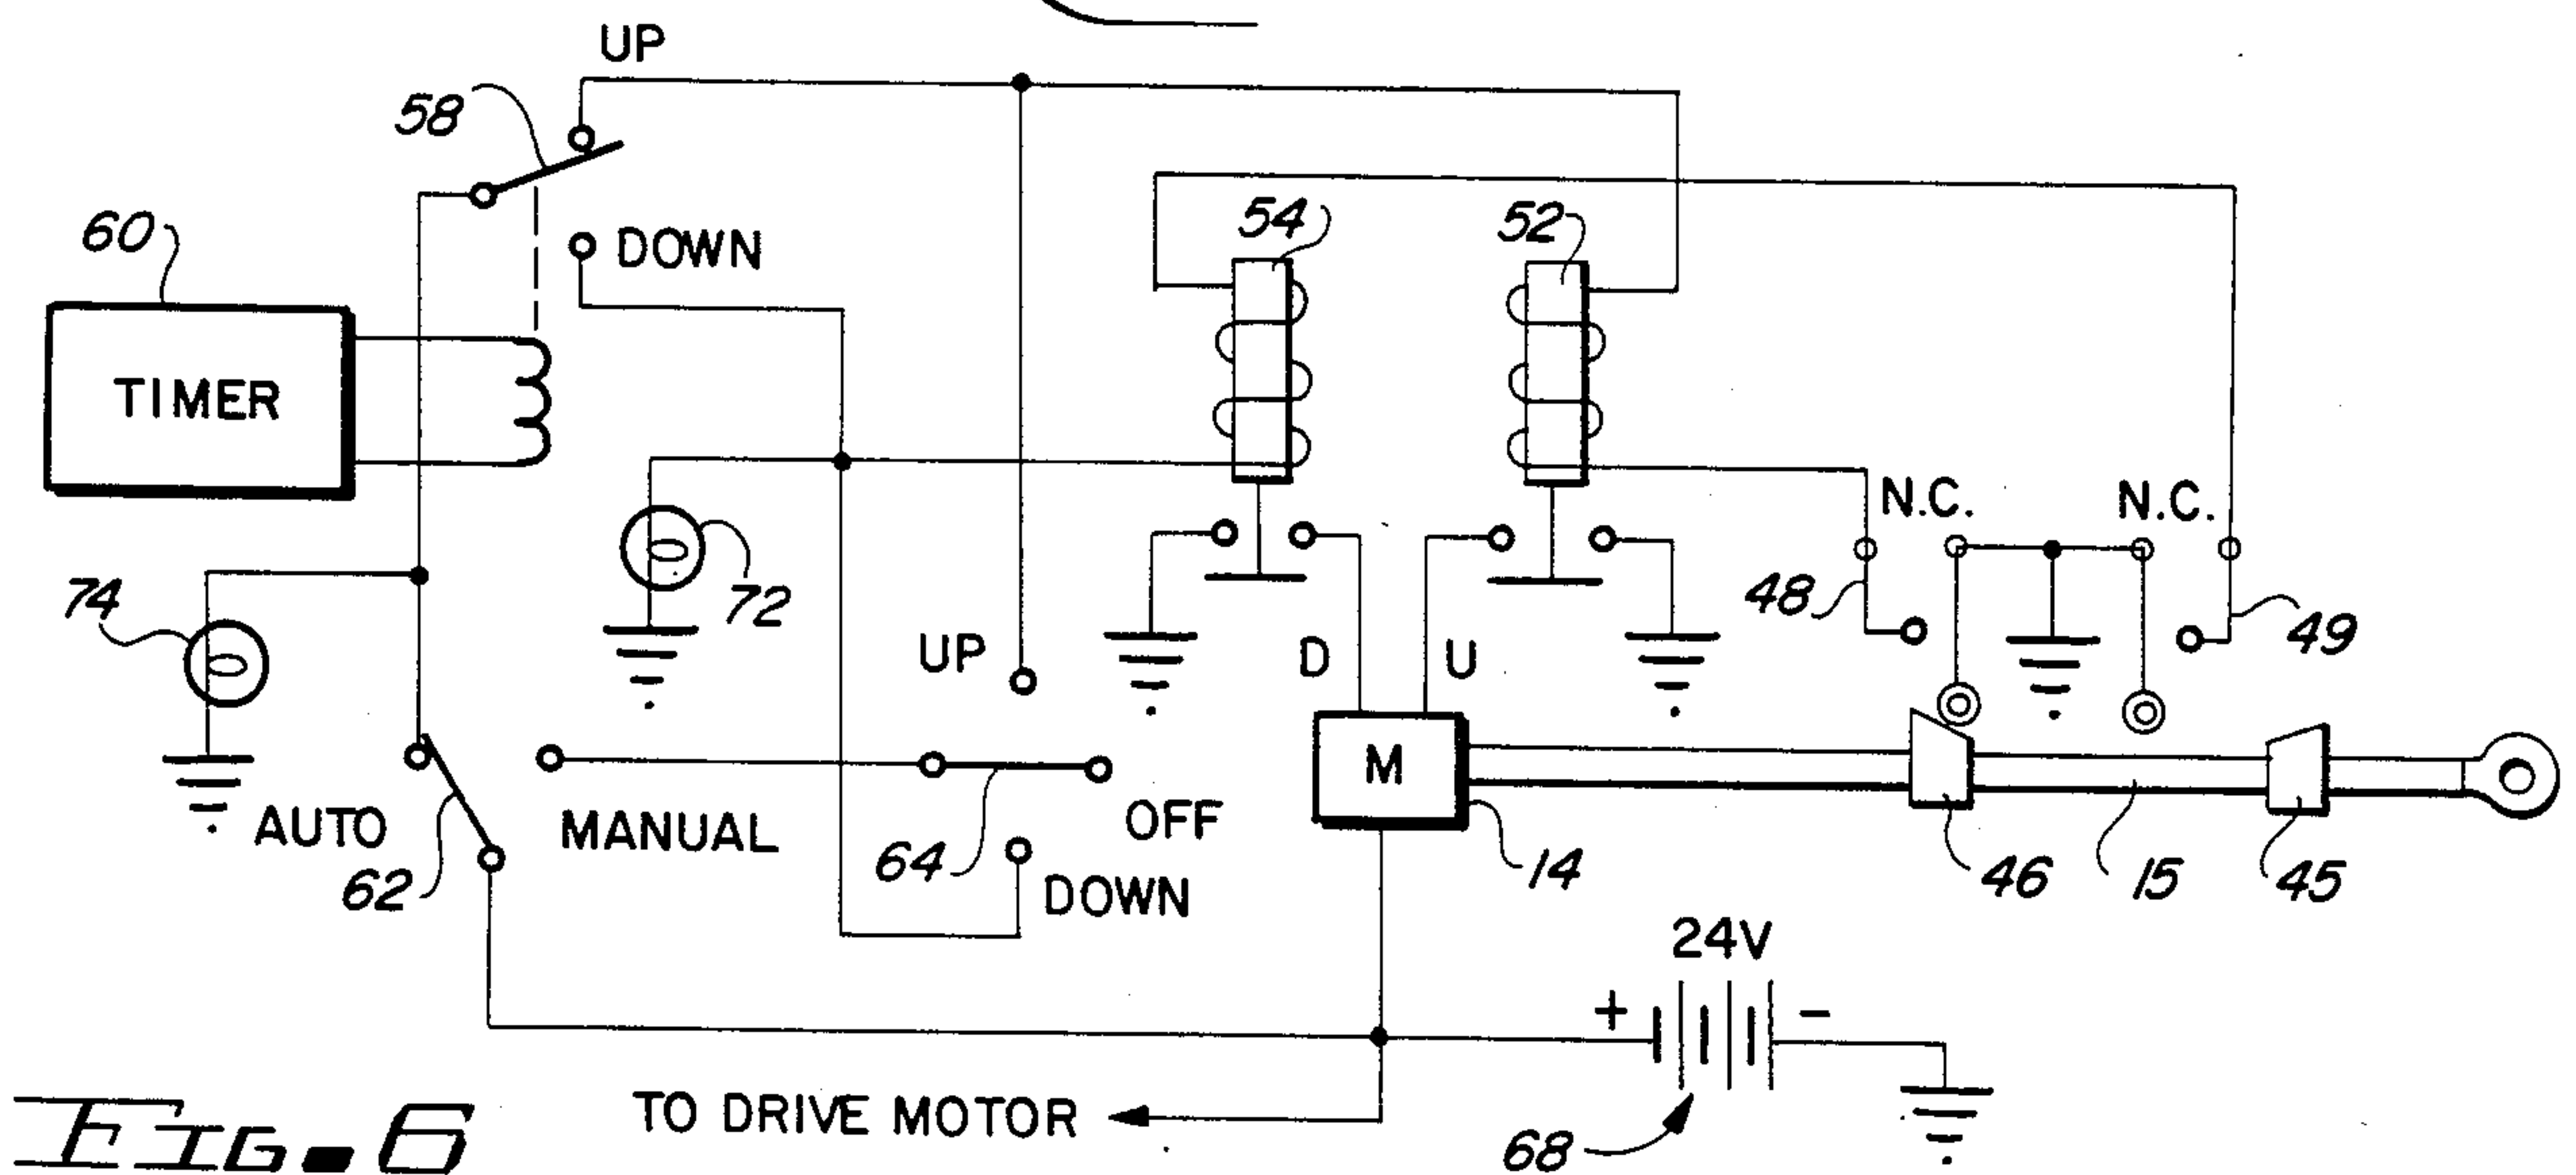 UP
58
54
52
60
DOWN
TIMER
N.C.
N.C.
74
72
48
49
UP
D
U
M
AUTO
MANUAL
OFF
62
64
14
46
15
45
DOWN
24V
+
-
TO DRIVE MOTOR
68
FIG. 6